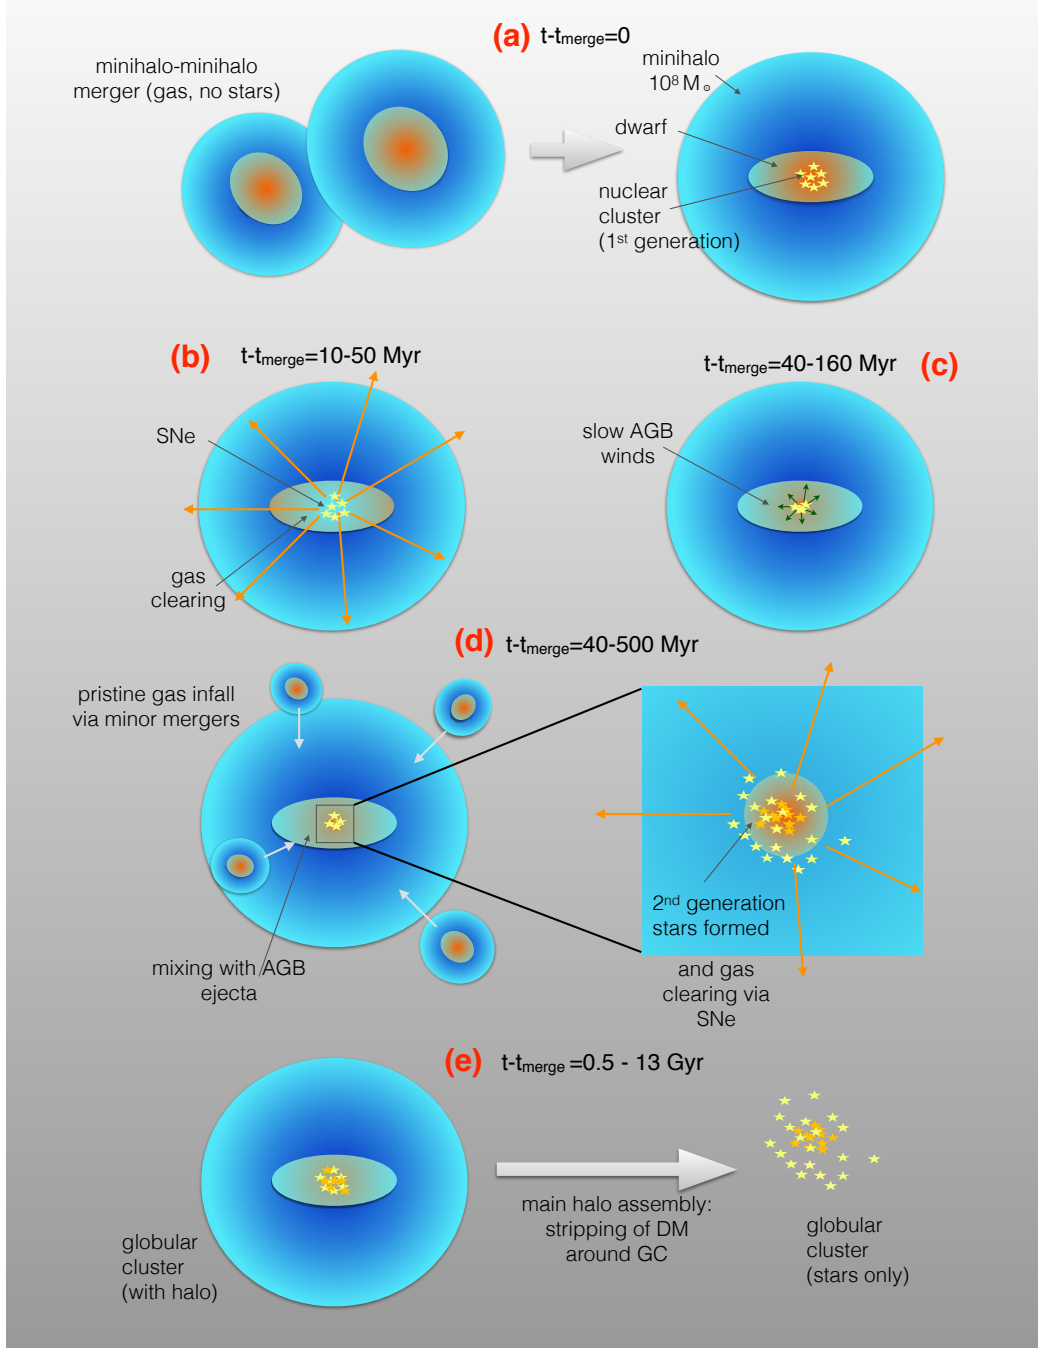 (a) t-tmerge=0
minihalo-minihalo
merger (gas, no stars)
minihalo
10⁸ M☉
dwarf
nuclear
cluster
(1st generation)
(b) t-tmerge=10-50 Myr
SNe
gas
clearing
t-tmerge=40-160 Myr (c)
slow AGB
winds
(d) t-tmerge=40-500 Myr
pristine gas infall
via minor mergers
mixing with AGB
ejecta
2nd generation
stars formed
and gas
clearing via
SNe
(e) t-tmerge =0.5 - 13 Gyr
globular
cluster
(with halo)
main halo assembly:
stripping of DM
around GC
globular
cluster
(stars only)